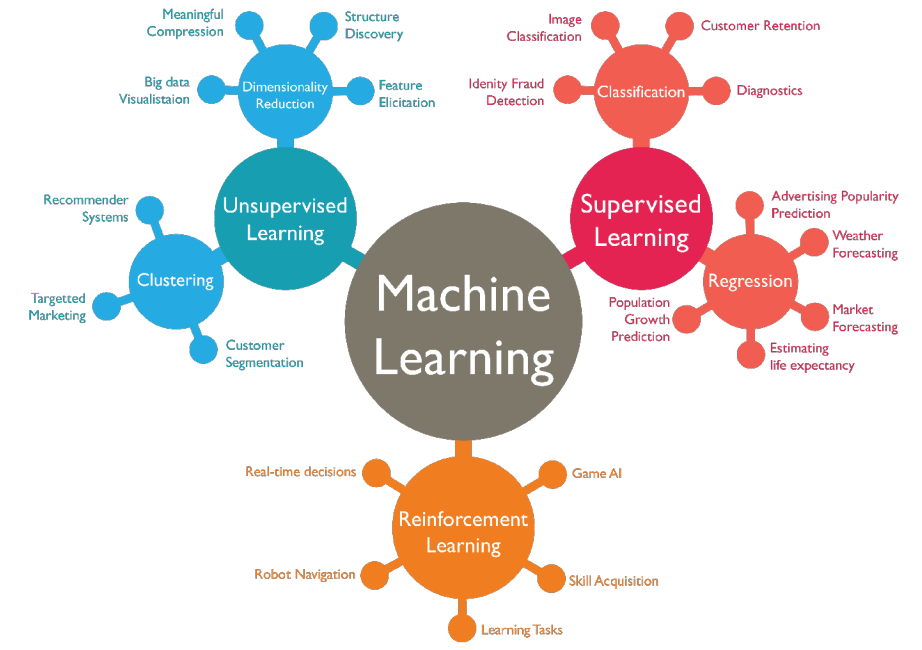 Meaningful
Compression
Structure
Discovery
Big data
Visualistaion
Dimensionality
Reduction
Feature
Elicitation
Image
Classification
Customer Retention
Idenity Fraud
Detection
Classification
Diagnostics
Recommender
Systems
Unsupervised
Learning
Clustering
Targetted
Marketing
Customer
Segmentation
Machine
Learning
Supervised
Learning
Advertising Popularity
Prediction
Weather
Forecasting
Regression
Population
Growth
Prediction
Market
Forecasting
Estimating
life expectancy
Real-time decisions
Game AI
Reinforcement
Learning
Robot Navigation
Skill Acquisition
Learning Tasks